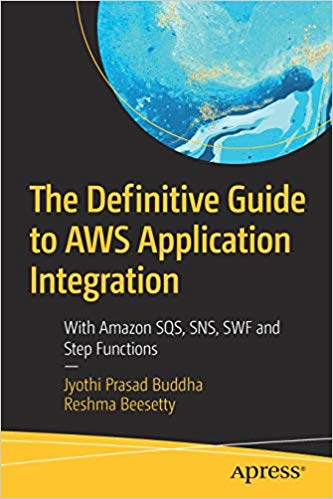 The Definitive Guide
to AWS Application
Integration
With Amazon SQS, SNS, SWF and
Step Functions
—
Jyothi Prasad Buddha
Reshma Beesetty
Apress®